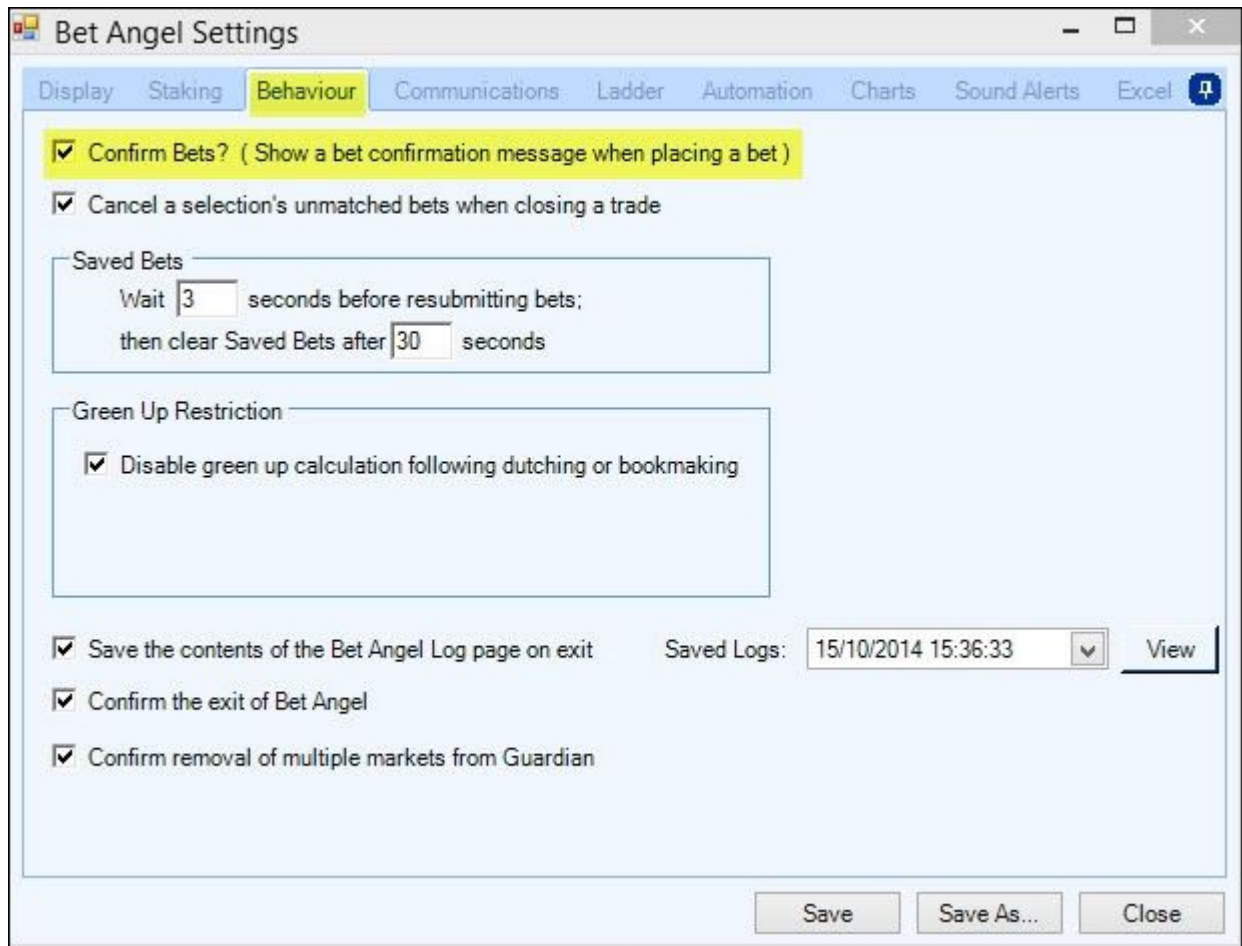 Bet Angel Settings
Display Staking Behaviour Communications Ladder Automation Charts Sound Alerts Excel
Confirm Bets? ( Show a bet confirmation message when placing a bet )
Cancel a selection's unmatched bets when closing a trade
Saved Bets
Wait 3 seconds before resubmitting bets;
then clear Saved Bets after 30 seconds
Green Up Restriction
Disable green up calculation following dutching or bookmaking
Save the contents of the Bet Angel Log page on exit Saved Logs: 15/10/2014 15:36:33 View
Confirm the exit of Bet Angel
Confirm removal of multiple markets from Guardian
Save Save As... Close